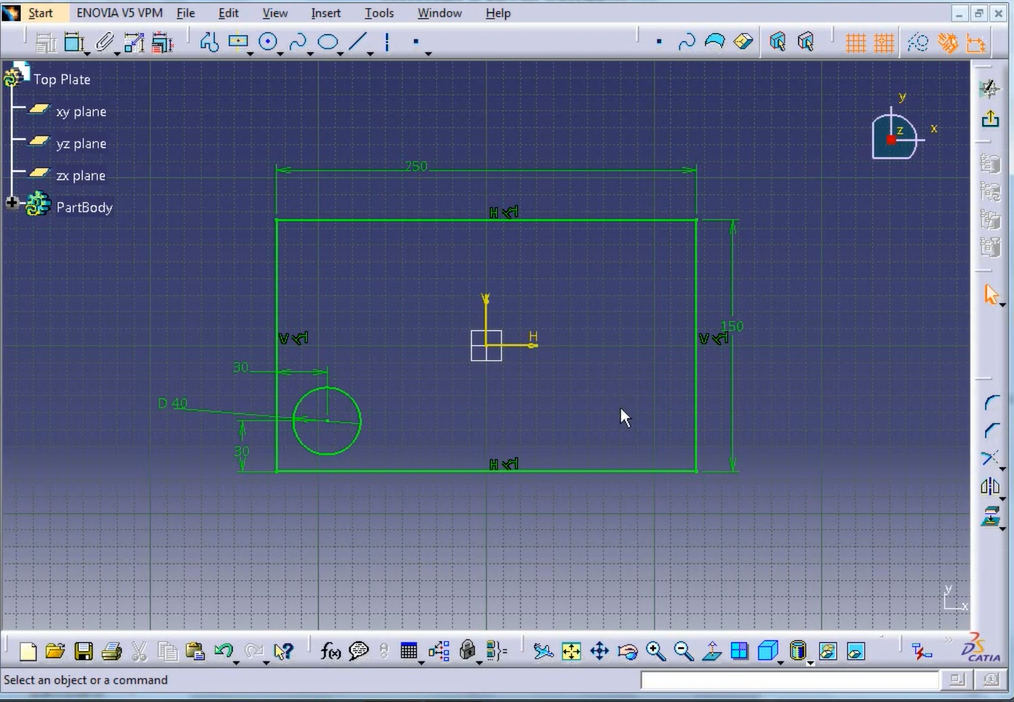 Start ENOVIA V5 VPM File Edit View Insert Tools Window Help
Top Plate
xy plane
yz plane
zx plane
PartBody
y
x
z
250
H
V
H
V
150
V
30
D 40
30
H
y
x
f(x)
DS
CATIA
Select an object or a command